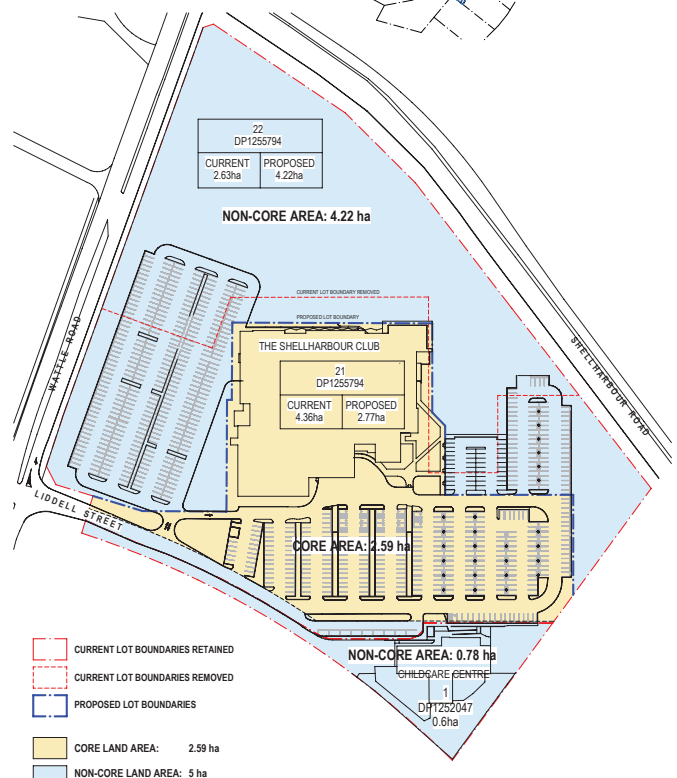 22
DP1255794
CURRENT
2.63ha
PROPOSED
4.22ha
NON-CORE AREA: 4.22 ha
CURRENT LOT BOUNDARY REMOVED
PROPOSED LOT BOUNDARY
THE SHELLHARBOUR CLUB
21
DP1255794
CURRENT
4.36ha
PROPOSED
2.77ha
WATTLE ROAD
SHELLHARBOUR ROAD
LIDDELL STREET
CORE AREA: 2.59 ha
NON-CORE AREA: 0.78 ha
CHILDCARE CENTRE
1
DP1252047
0.6ha
CURRENT LOT BOUNDARIES RETAINED
CURRENT LOT BOUNDARIES REMOVED
PROPOSED LOT BOUNDARIES
CORE LAND AREA: 2.59 ha
NON-CORE LAND AREA: 5 ha